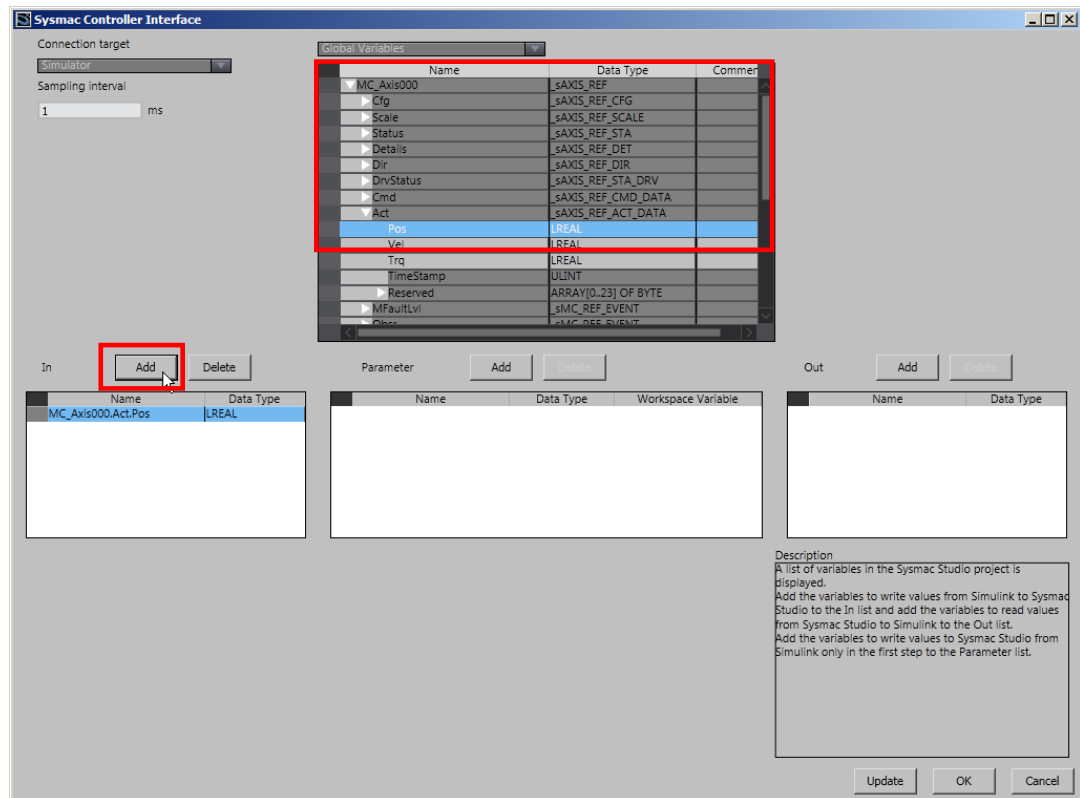 Sysmac Controller Interface
Connection target
Simulator
Sampling interval
1 ms
Global Variables
Name Data Type Commen
MC_Axis000 _sAXIS_REF
Cfg _sAXIS_REF_CFG
Scale _sAXIS_REF_SCALE
Status _sAXIS_REF_STA
Details _sAXIS_REF_DET
Dir _sAXIS_REF_DIR
DrvStatus _sAXIS_REF_STA_DRV
Cmd _sAXIS_REF_CMD_DATA
Act _sAXIS_REF_ACT_DATA
Pos LREAL
Vel LREAL
Trq LREAL
TimeStamp ULINT
Reserved ARRAY[0..23] OF BYTE
MFaultLvl _sMC_REF_EVENT
Obsr _sMC_REF_EVENT
In Add Delete Parameter Add Delete Out Add Delete
Name Data Type Name Data Type Workspace Variable Name Data Type
MC_Axis000.Act.Pos LREAL
Description
A list of variables in the Sysmac Studio project is
displayed.
Add the variables to write values from Simulink to Sysmac
Studio to the In list and add the variables to read values
from Sysmac Studio to Simulink to the Out list.
Add the variables to write values to Sysmac Studio from
Simulink only in the first step to the Parameter list.
Update OK Cancel